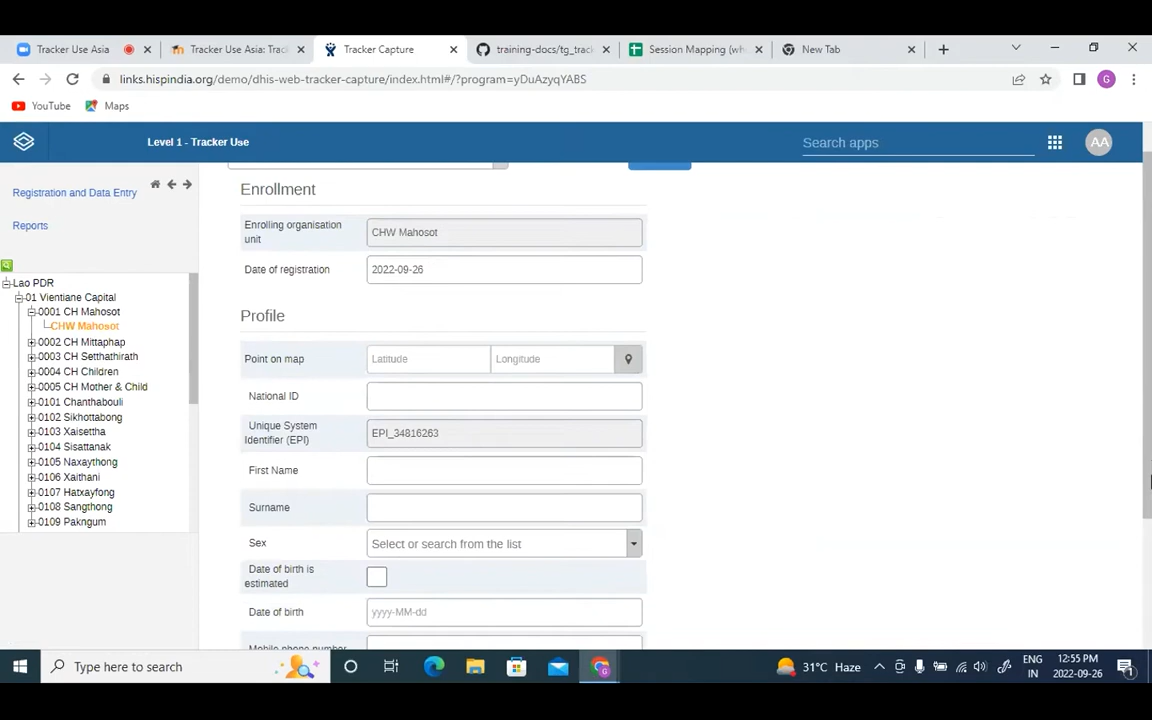 Tracker Use Asia
Tracker Use Asia: Track
Tracker Capture
training-docs/tg_track
Session Mapping (wh
New Tab
links.hispindia.org/demo/dhis-web-tracker-capture/index.html#/?program=yDuAzyqYABS
G
YouTube
Maps
Level 1 - Tracker Use
Search apps
AA
Registration and Data Entry
Reports
Lao PDR
01 Vientiane Capital
0001 CH Mahosot
CHW Mahosot
0002 CH Mittaphap
0003 CH Setthathirath
0004 CH Children
0005 CH Mother & Child
0101 Chanthabouli
0102 Sikhottabong
0103 Xaisettha
0104 Sisattanak
0105 Naxaythong
0106 Xaithani
0107 Hatxayfong
0108 Sangthong
0109 Pakngum
Enrollment
Enrolling organisation
unit
CHW Mahosot
Date of registration
2022-09-26
Profile
Point on map
Latitude
Longitude
National ID
Unique System
Identifier (EPI)
EPI_34816263
First Name
Surname
Sex
Select or search from the list
Date of birth is
estimated
Date of birth
yyyy-MM-dd
Mobile phone number
Type here to search
31°C Haze
ENG
IN
12:55 PM
2022-09-26
1